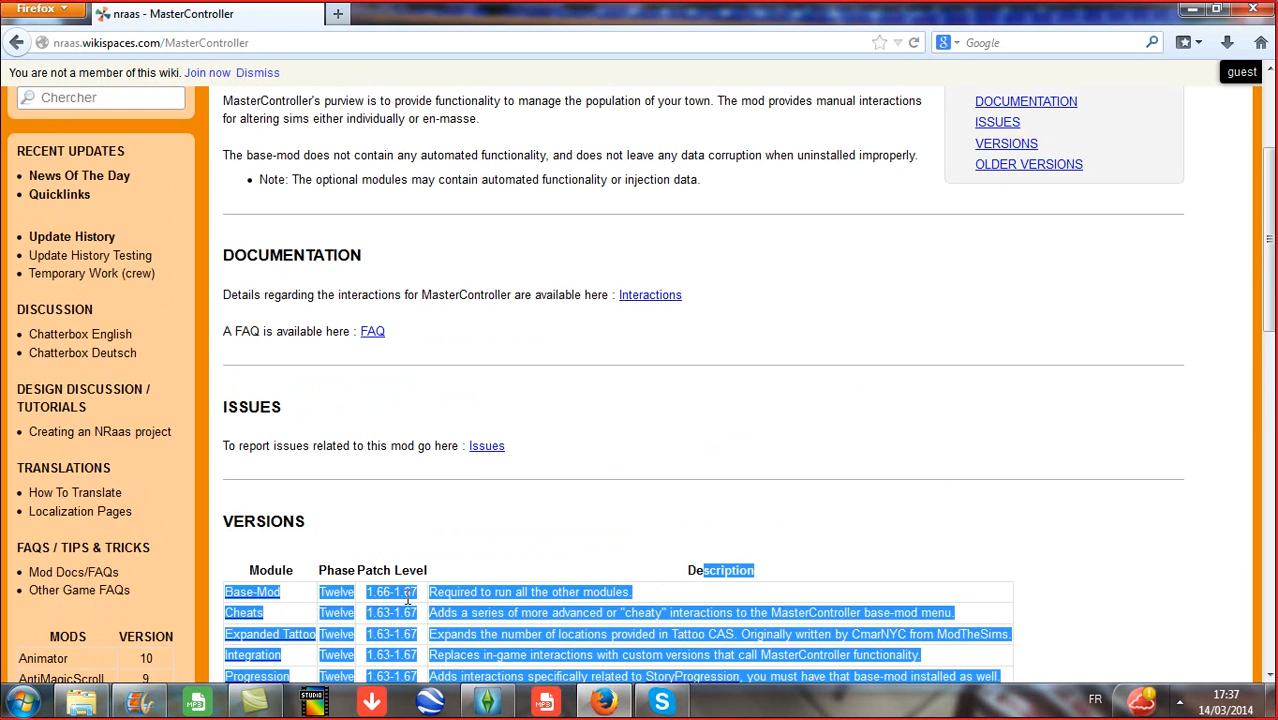 Firefox
nraas - MasterController
nraas.wikispaces.com/MasterController
Google
You are not a member of this wiki. Join now Dismiss
guest
Chercher
RECENT UPDATES
News Of The Day
Quicklinks
Update History
Update History Testing
Temporary Work (crew)
DISCUSSION
Chatterbox English
Chatterbox Deutsch
DESIGN DISCUSSION /
TUTORIALS
Creating an NRaas project
TRANSLATIONS
How To Translate
Localization Pages
FAQS / TIPS & TRICKS
Mod Docs/FAQs
Other Game FAQs
MODS VERSION
Animator 10
AntiMagicScroll 9
MasterController's purview is to provide functionality to manage the population of your town. The mod provides manual interactions
for altering sims either individually or en-masse.
The base-mod does not contain any automated functionality, and does not leave any data corruption when uninstalled improperly.
Note: The optional modules may contain automated functionality or injection data.
DOCUMENTATION
ISSUES
VERSIONS
OLDER VERSIONS
DOCUMENTATION
Details regarding the interactions for MasterController are available here : Interactions
A FAQ is available here : FAQ
ISSUES
To report issues related to this mod go here : Issues
VERSIONS
Module Phase Patch Level Description
Base-Mod Twelve 1.66-1.67 Required to run all the other modules.
Cheats Twelve 1.63-1.67 Adds a series of more advanced or "cheaty" interactions to the MasterController base-mod menu.
Expanded Tattoo Twelve 1.63-1.67 Expands the number of locations provided in Tattoo CAS. Originally written by CmarNYC from ModTheSims.
Integration Twelve 1.63-1.67 Replaces in-game interactions with custom versions that call MasterController functionality.
Progression Twelve 1.63-1.67 Adds interactions specifically related to StoryProgression, you must have that base-mod installed as well.
MP3
STUDIO
MP3
FR
17:37
14/03/2014